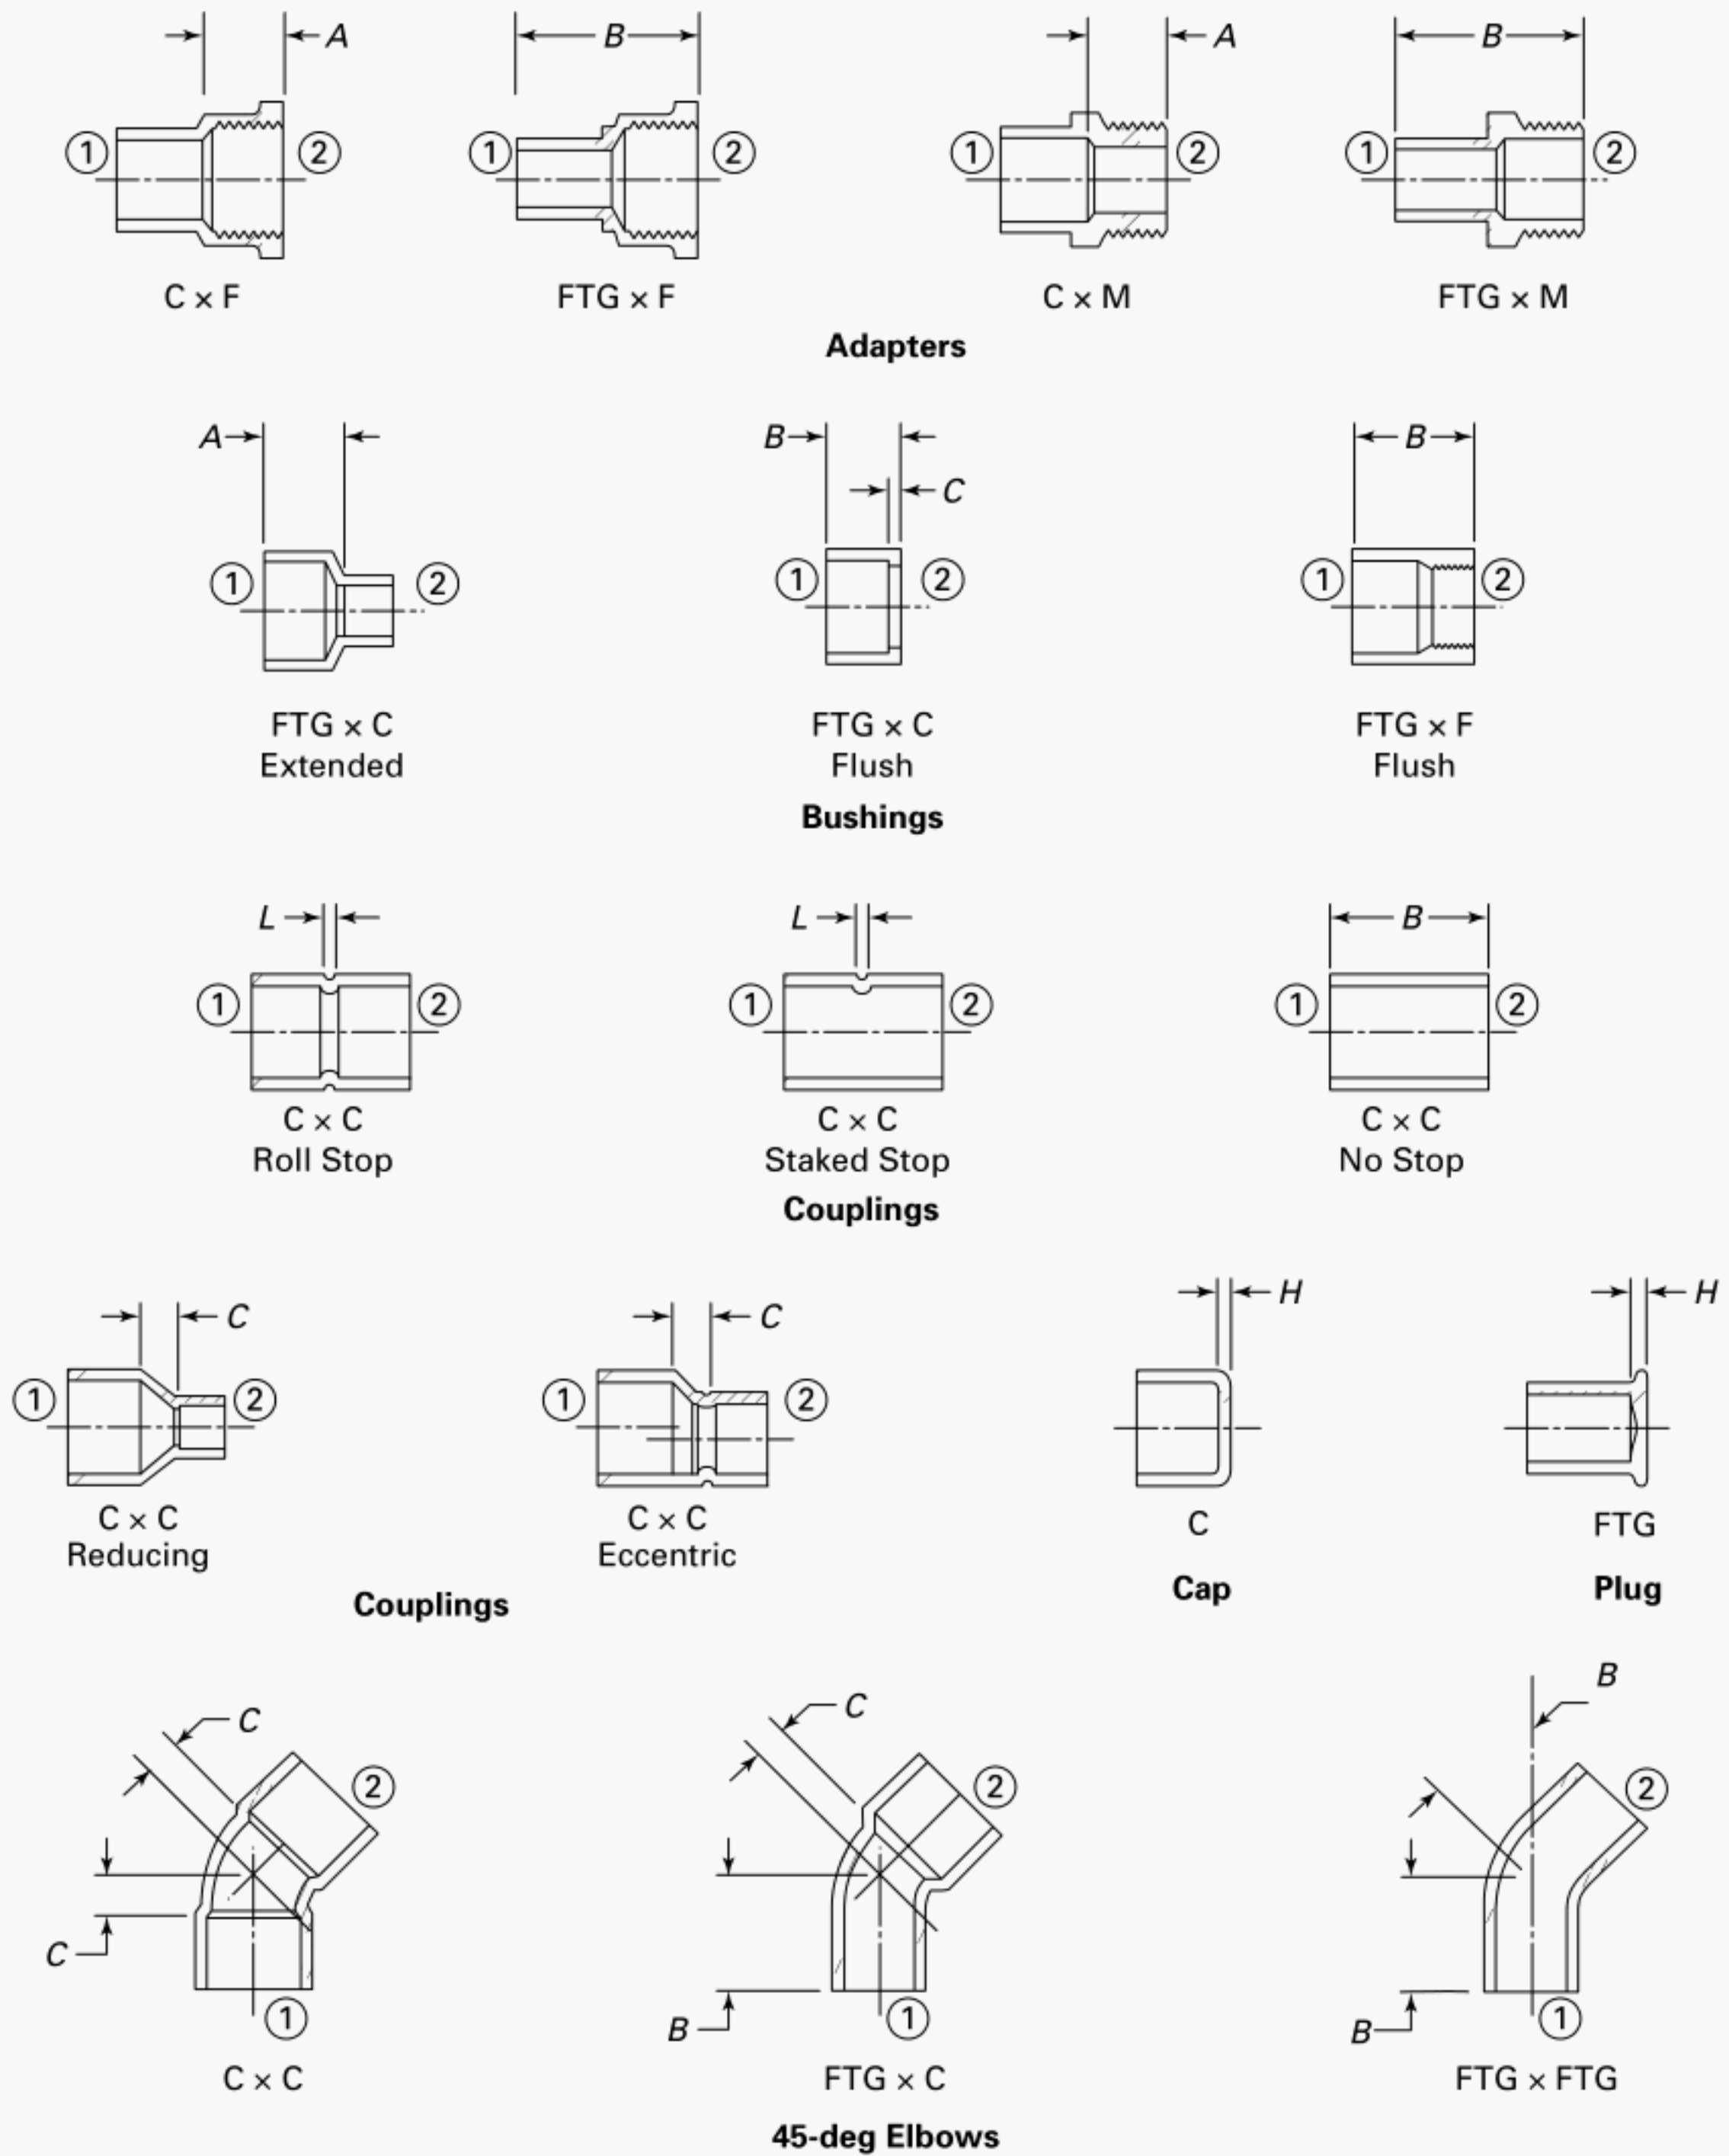 A B A B
① ② ① ② ① ② ① ②
C × F FTG × F C × M FTG × M
Adapters
A B B
C
① ② ① ② ① ②
FTG × C FTG × C FTG × F
Extended Flush Flush
Bushings
L L B
① ② ① ② ① ②
C × C C × C C × C
Roll Stop Staked Stop No Stop
Couplings
C C H H
① ② ① ②
C × C C × C C FTG
Reducing Eccentric
Cap Plug
Couplings
C C B
② ② ②
C B B
① ① ①
C × C FTG × C FTG × FTG
45-deg Elbows